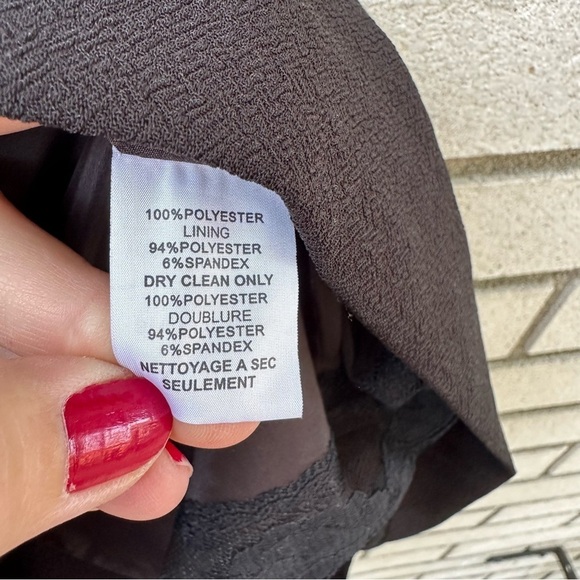 100%POLYESTER
LINING
94%POLYESTER
6%SPANDEX
DRY CLEAN ONLY
100%POLYESTER
DOUBLURE
94%POLYESTER
6%SPANDEX
NETTOYAGE A SEC
SEULEMENT